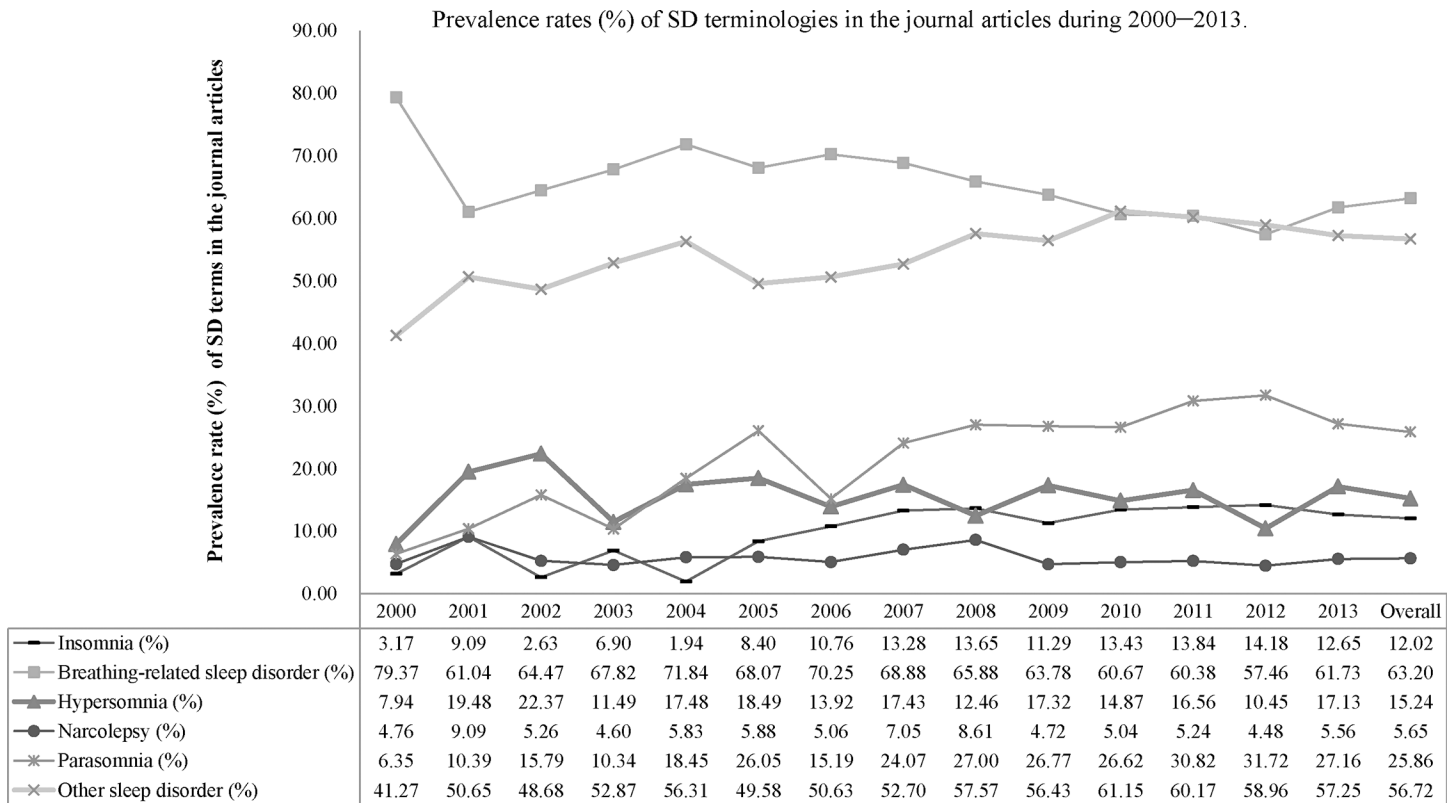 Prevalence rates (%) of SD terminologies in the journal articles during 2000─2013.
Prevalence rate (%) of SD terms in the journal articles
90.00
80.00
70.00
60.00
50.00
40.00
30.00
20.00
10.00
0.00
2000 2001 2002 2003 2004 2005 2006 2007 2008 2009 2010 2011 2012 2013 Overall
Insomnia (%) 3.17 9.09 2.63 6.90 1.94 8.40 10.76 13.28 13.65 11.29 13.43 13.84 14.18 12.65 12.02
Breathing-related sleep disorder (%) 79.37 61.04 64.47 67.82 71.84 68.07 70.25 68.88 65.88 63.78 60.67 60.38 57.46 61.73 63.20
Hypersomnia (%) 7.94 19.48 22.37 11.49 17.48 18.49 13.92 17.43 12.46 17.32 14.87 16.56 10.45 17.13 15.24
Narcolepsy (%) 4.76 9.09 5.26 4.60 5.83 5.88 5.06 7.05 8.61 4.72 5.04 5.24 4.48 5.56 5.65
Parasomnia (%) 6.35 10.39 15.79 10.34 18.45 26.05 15.19 24.07 27.00 26.77 26.62 30.82 31.72 27.16 25.86
Other sleep disorder (%) 41.27 50.65 48.68 52.87 56.31 49.58 50.63 52.70 57.57 56.43 61.15 60.17 58.96 57.25 56.72